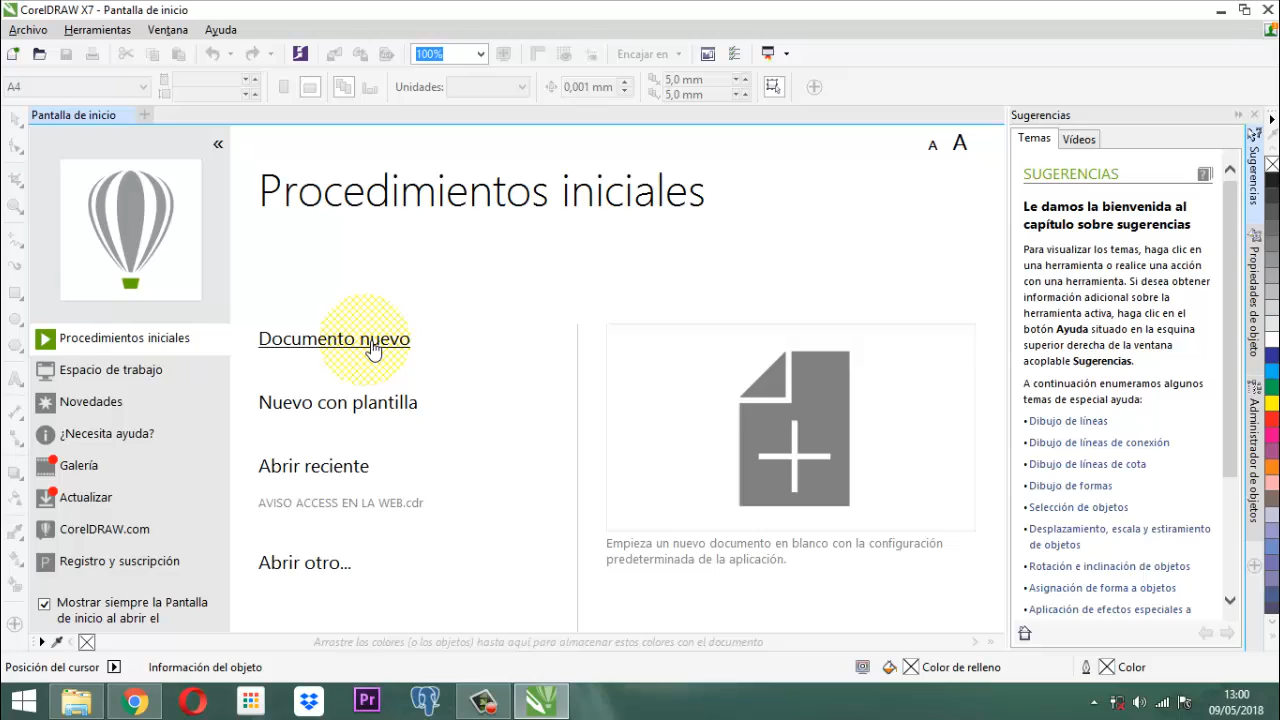 CorelDRAW X7 - Pantalla de inicio
Archivo Herramientas Ventana Ayuda
100% Encajar en
A4 Unidades: 0,001 mm 5,0 mm
5,0 mm
Pantalla de inicio
«
A A
Procedimientos iniciales
Procedimientos iniciales
Espacio de trabajo
Novedades
¿Necesita ayuda?
Galería
Actualizar
CorelDRAW.com
Registro y suscripción
Mostrar siempre la Pantalla
de inicio al abrir el
Documento nuevo
Nuevo con plantilla
Abrir reciente
AVISO ACCESS EN LA WEB.cdr
Abrir otro...
Empieza un nuevo documento en blanco con la configuración
predeterminada de la aplicación.
Sugerencias
Temas Vídeos
SUGERENCIAS
Le damos la bienvenida al
capítulo sobre sugerencias
Para visualizar los temas, haga clic en
una herramienta o realice una acción
con una herramienta. Si desea obtener
información adicional sobre la
herramienta activa, haga clic en el
botón Ayuda situado en la esquina
superior derecha de la ventana
acoplable Sugerencias.
A continuación enumeramos algunos
temas de especial ayuda:
•Dibujo de líneas
•Dibujo de líneas de conexión
•Dibujo de líneas de cota
•Dibujo de formas
•Selección de objetos
•Desplazamiento, escala y estiramiento
de objetos
•Rotación e inclinación de objetos
•Asignación de forma a objetos
•Aplicación de efectos especiales a
Sugerencias
Propiedades de objeto
Administrador de objetos
Arrastre los colores (o los objetos) hasta aquí para almacenar estos colores con el documento
Posición del cursor Información del objeto Color de relleno Color
Pr
13:00
09/05/2018